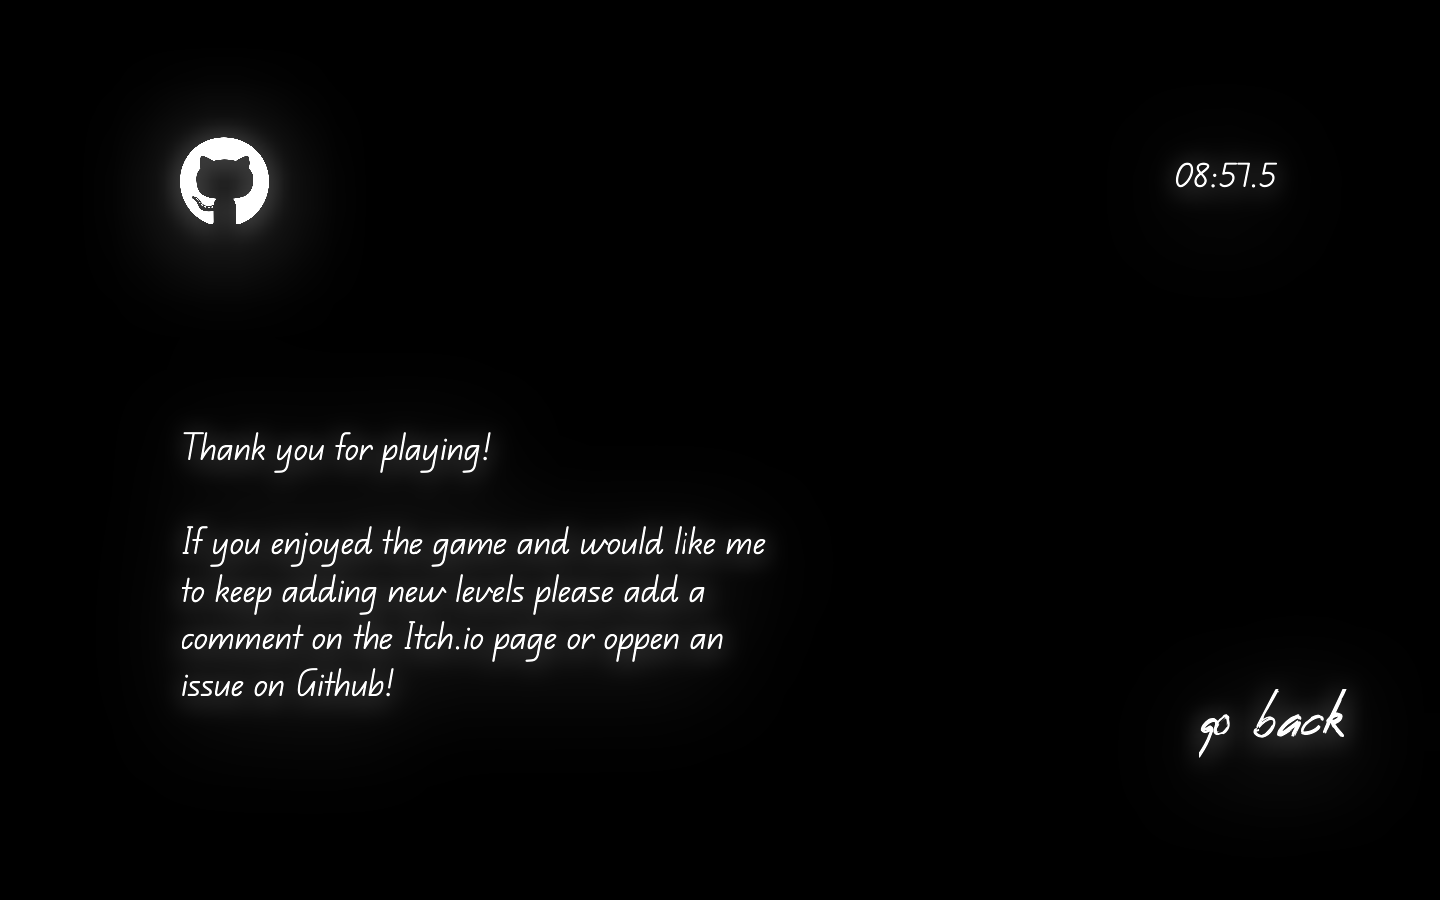 08:57.5
Thank you for playing!
If you enjoyed the game and would like me
to keep adding new levels please add a
comment on the Itch.io page or oppen an
issue on Github!
go back